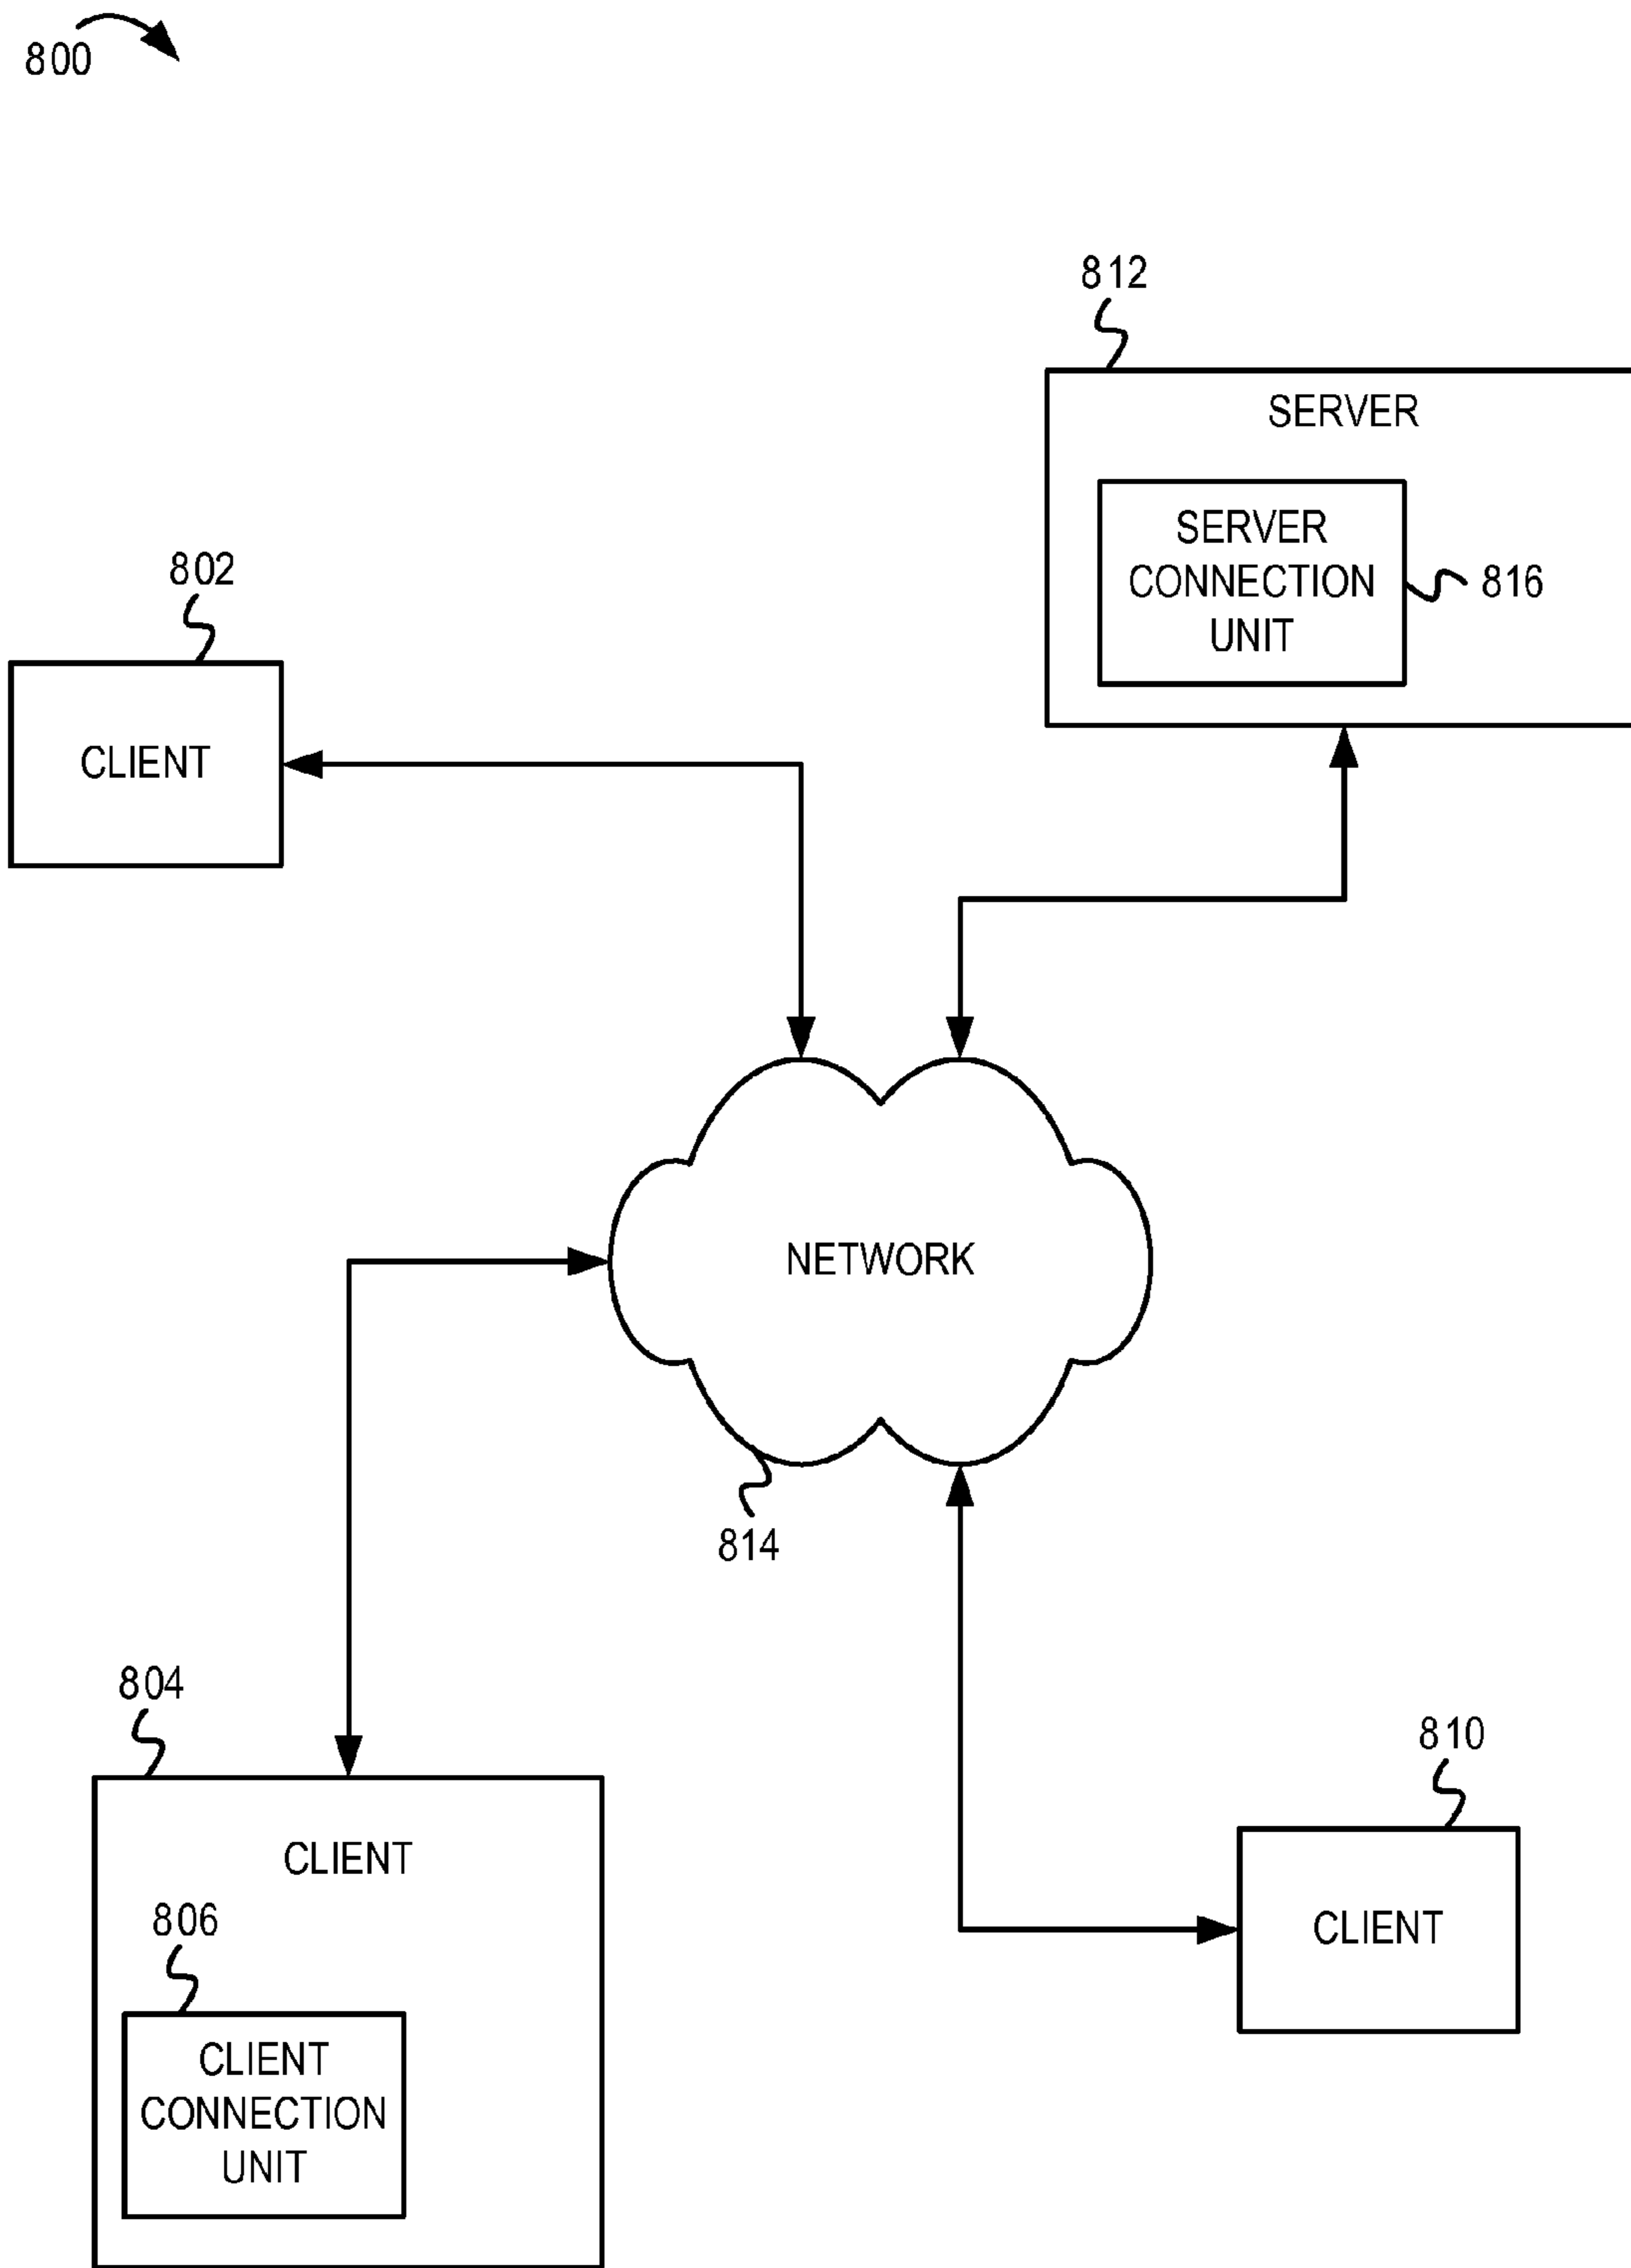 800
812
SERVER
SERVER
CONNECTION
UNIT
816
802
CLIENT
NETWORK
814
804
CLIENT
806
CLIENT
CONNECTION
UNIT
810
CLIENT